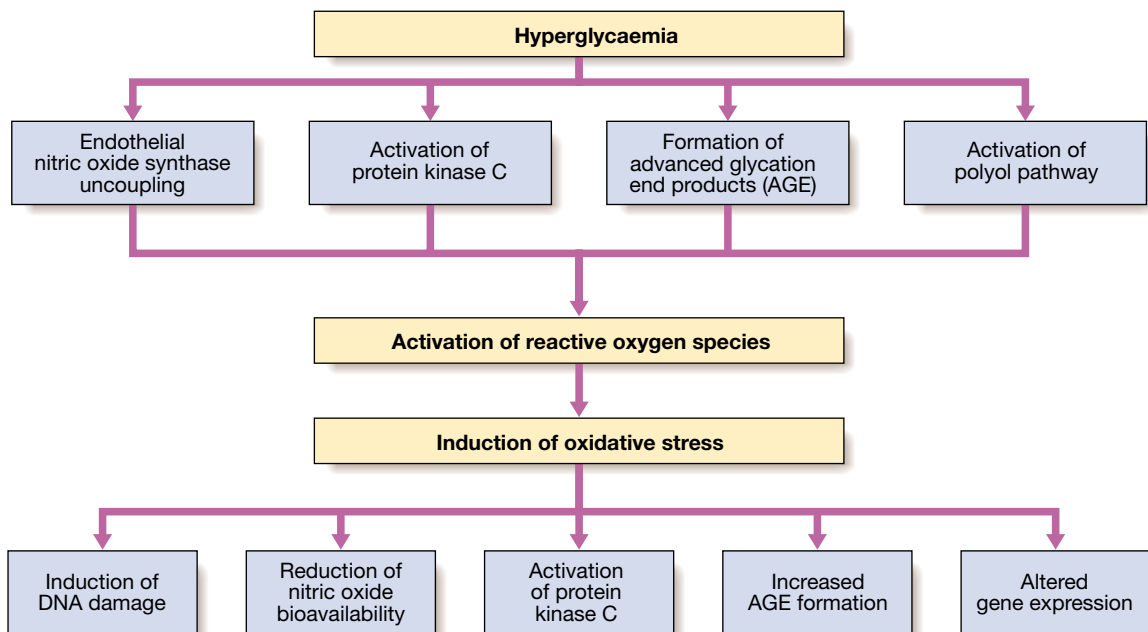 Hyperglycaemia
Endothelial
nitric oxide synthase
uncoupling
Activation of
protein kinase C
Formation of
advanced glycation
end products (AGE)
Activation of
polyol pathway
Activation of reactive oxygen species
Induction of oxidative stress
Induction of
DNA damage
Reduction of
nitric oxide
bioavailability
Activation
of protein
kinase C
Increased
AGE formation
Altered
gene expression